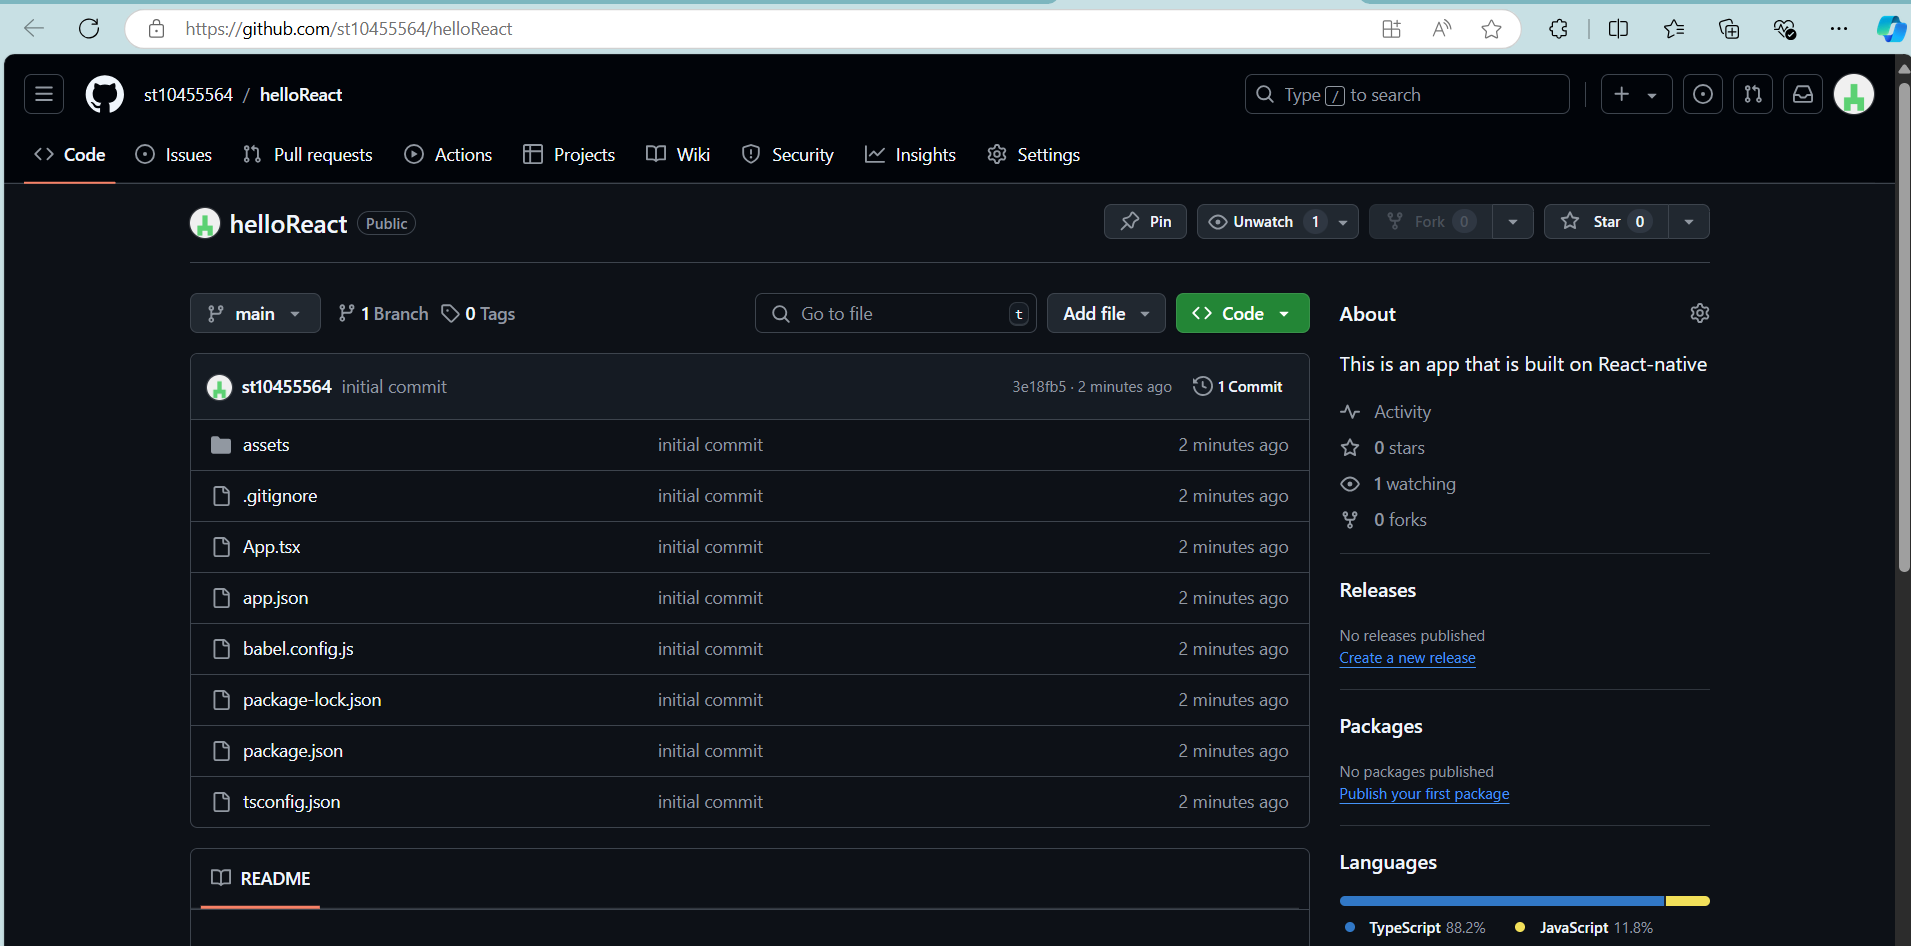 https://github.com/st10455564/helloReact
st10455564 / helloReact
Type / to search
Code Issues Pull requests Actions Projects Wiki Security Insights Settings
helloReact Public
Pin Unwatch 1 Fork 0 Star 0
main 1 Branch 0 Tags Go to file t Add file Code
st10455564 initial commit 3e18fb5 · 2 minutes ago 1 Commit
assets initial commit 2 minutes ago
.gitignore initial commit 2 minutes ago
App.tsx initial commit 2 minutes ago
app.json initial commit 2 minutes ago
babel.config.js initial commit 2 minutes ago
package-lock.json initial commit 2 minutes ago
package.json initial commit 2 minutes ago
tsconfig.json initial commit 2 minutes ago
README
About
This is an app that is built on React-native
Activity
0 stars
1 watching
0 forks
Releases
No releases published
Create a new release
Packages
No packages published
Publish your first package
Languages
TypeScript 88.2% JavaScript 11.8%